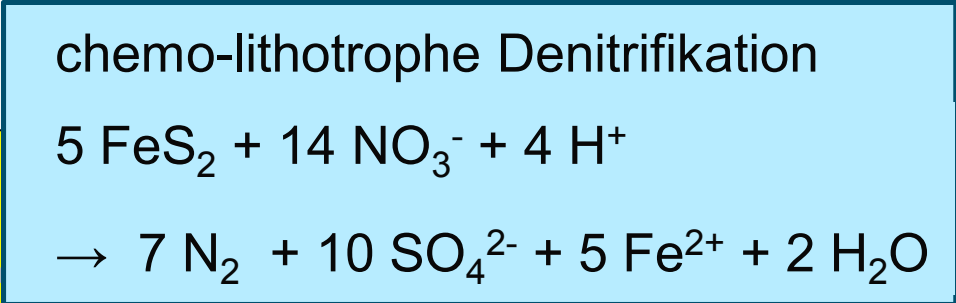 chemo-lithotrophe Denitrifikation
5 FeS₂ + 14 NO₃⁻ + 4 H⁺
→ 7 N₂ + 10 SO₄²⁻ + 5 Fe²⁺ + 2 H₂O